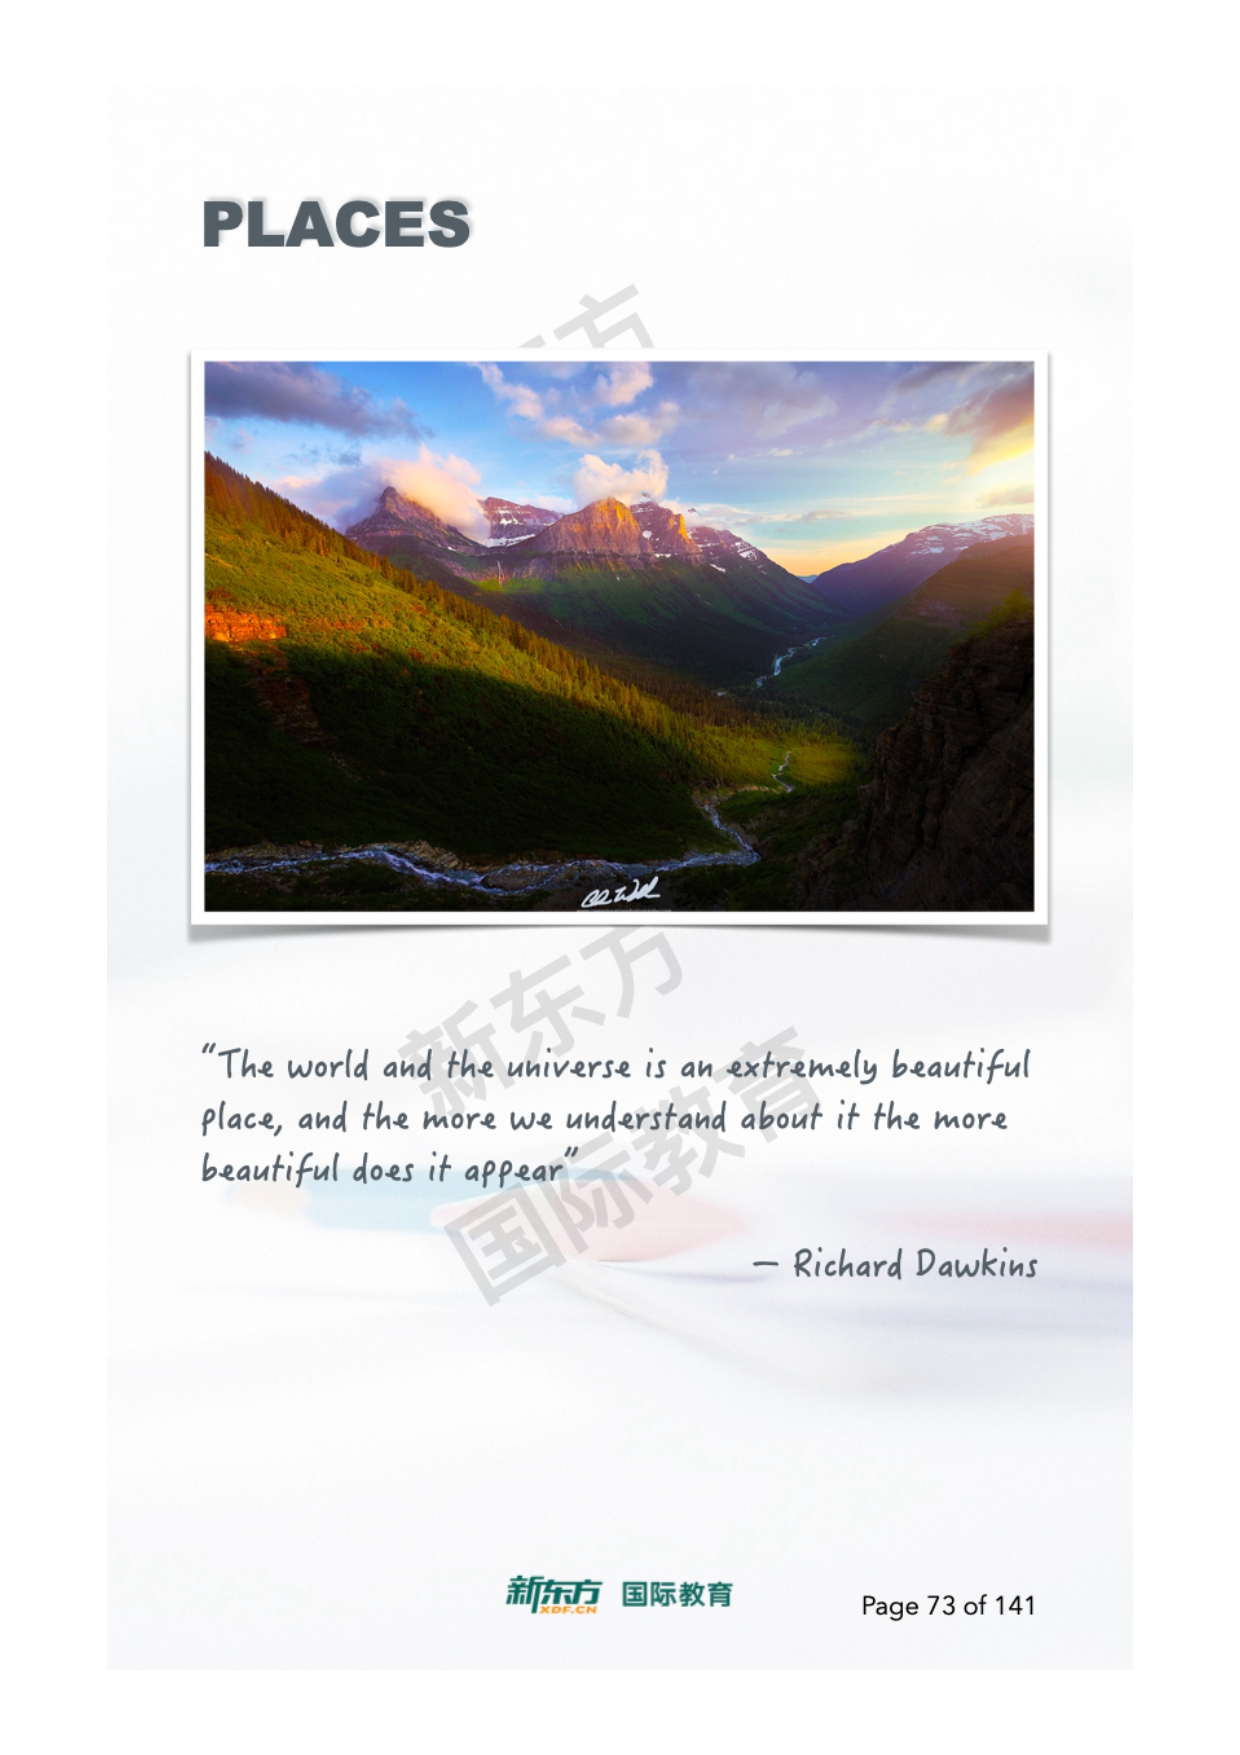 PLACES
新东方
“The world and the universe is an extremely beautiful
place, and the more we understand about it the more
beautiful does it appear”
国际教育
— Richard Dawkins
新东方 国际教育
XDF.CN
Page 73 of 141